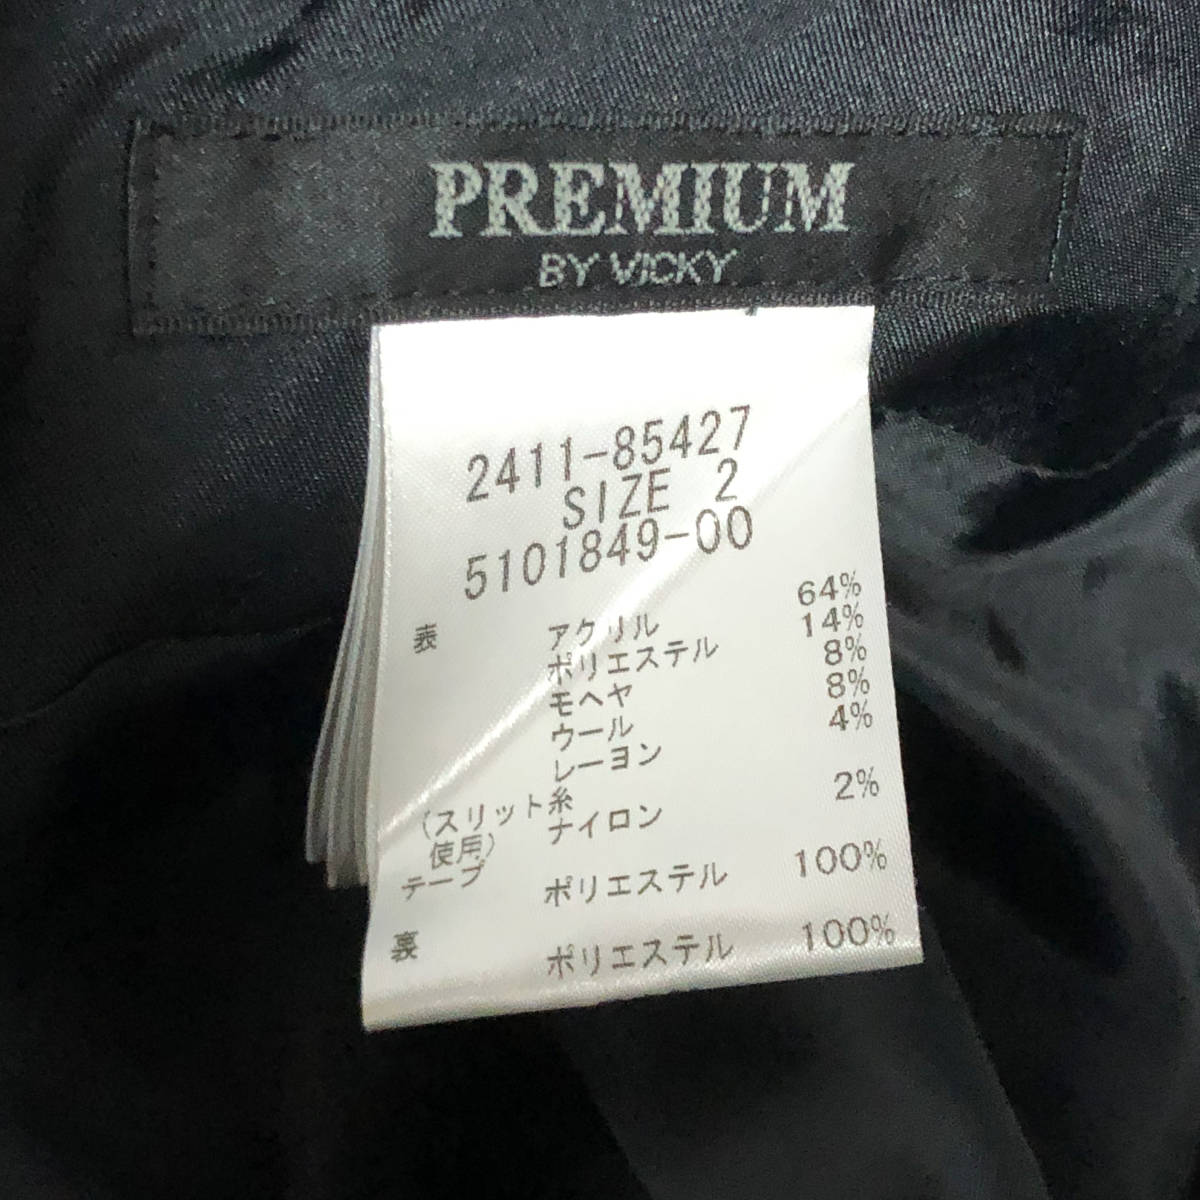 PREMIUM
BY VICKY
2411-85427
SIZE 2
5101849-00
表 アクリル 64%
ポリエステル 14%
モヘヤ 8%
ウール 8%
レーヨン 4%
(スリット糸
使用) ナイロン 2%
テープ ポリエステル 100%
裏 ポリエステル 100%